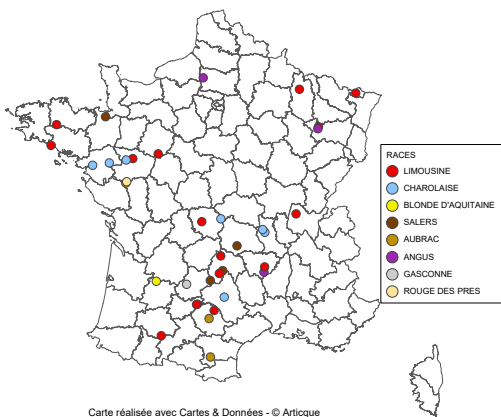 RACES
LIMOUSINE
CHAROLAISE
BLONDE D'AQUITAINE
SALERS
AUBRAC
ANGUS
GASCONNE
ROUGE DES PRES
Carte réalisée avec Cartes & Données - © Articque